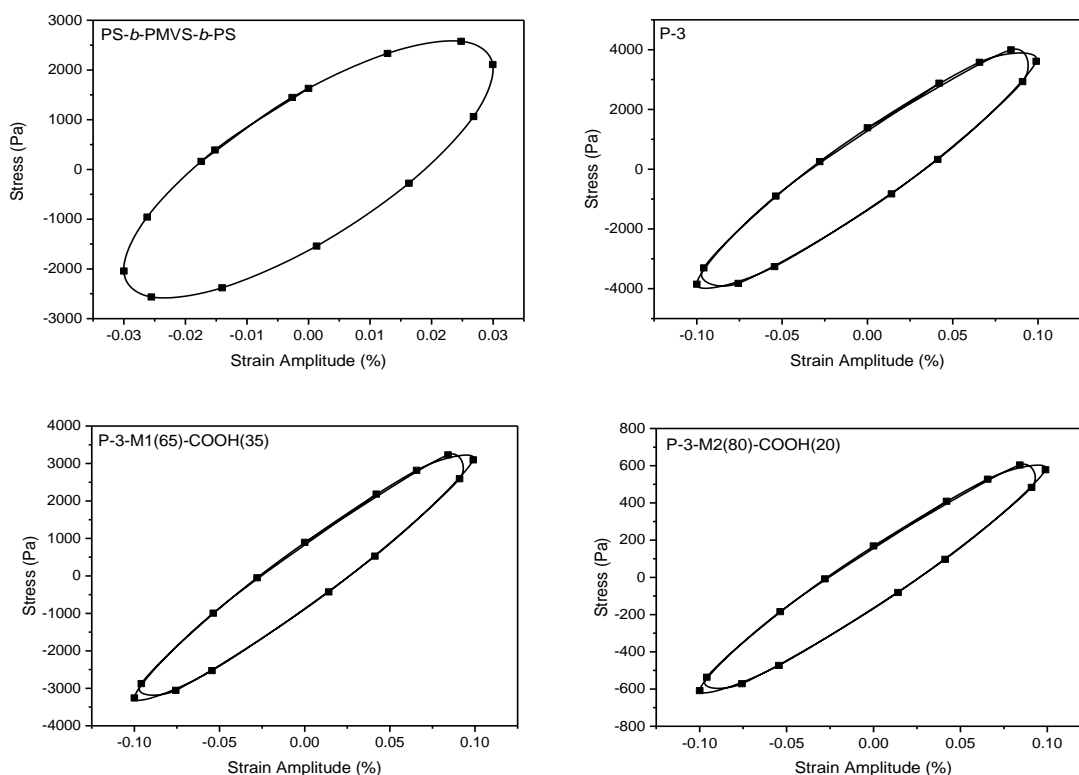 PS-b-PMVS-b-PS
3000
2000
1000
0
-1000
-2000
-3000
Stress (Pa)
-0.03 -0.02 -0.01 0.00 0.01 0.02 0.03
Strain Amplitude (%)
P-3
4000
2000
0
-2000
-4000
Stress (Pa)
-0.10 -0.05 0.00 0.05 0.10
Strain Amplitude (%)
P-3-M1(65)-COOH(35)
4000
3000
2000
1000
0
-1000
-2000
-3000
-4000
Stress (Pa)
-0.10 -0.05 0.00 0.05 0.10
Strain Amplitude (%)
P-3-M2(80)-COOH(20)
800
600
400
200
0
-200
-400
-600
-800
Stress (Pa)
-0.10 -0.05 0.00 0.05 0.10
Strain Amplitude (%)